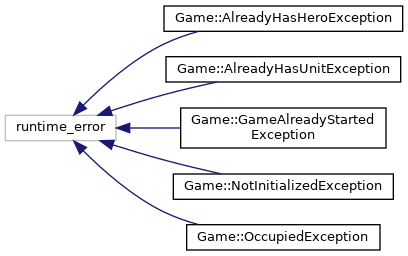 Game::AlreadyHasHeroException
Game::AlreadyHasUnitException
Game::GameAlreadyStarted
Exception
runtime_error
Game::NotInitializedException
Game::OccupiedException